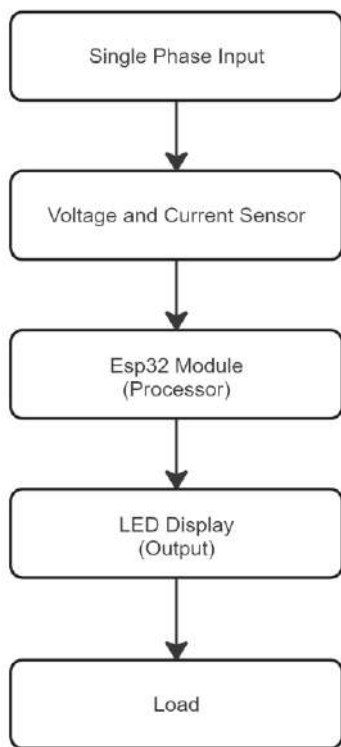 Single Phase Input
Voltage and Current Sensor
Esp32 Module
(Processor)
LED Display
(Output)
Load